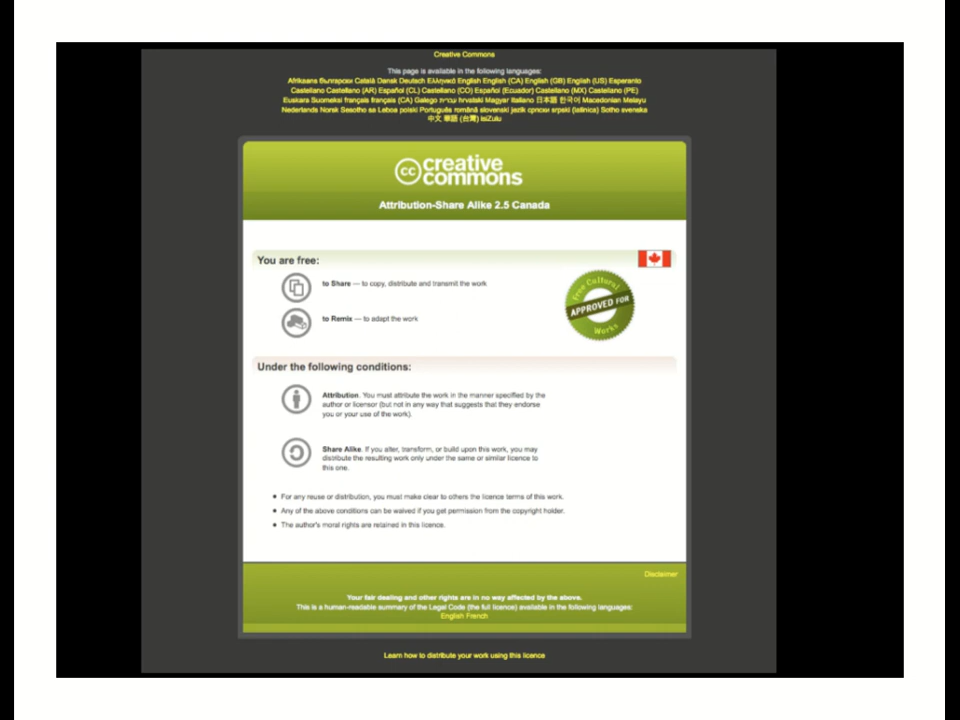 Creative Commons
This page is available in the following languages:
Afrikaans български Català Dansk Deutsch Ελληνικά English English (CA) English (GB) English (US) Esperanto
Castellano Castellano (AR) Español (CL) Castellano (CO) Español (Ecuador) Castellano (MX) Castellano (PE)
Euskara Suomeksi français français (CA) Galego עברית hrvatski Magyar Italiano 日本語 한국어 Macedonian Melayu
Nederlands Norsk Sesotho sa Leboa polski Português română slovenski jezik српски srpski (latinica) Sotho svenska
中文 華語 (台灣) isiZulu
cc creative commons
Attribution-Share Alike 2.5 Canada
You are free:
to Share — to copy, distribute and transmit the work
to Remix — to adapt the work
Free Cultural
APPROVED FOR
Works
Under the following conditions:
Attribution. You must attribute the work in the manner specified by the
author or licensor (but not in any way that suggests that they endorse
you or your use of the work).
Share Alike. If you alter, transform, or build upon this work, you may
distribute the resulting work only under the same or similar licence to
this one.
For any reuse or distribution, you must make clear to others the licence terms of this work.
Any of the above conditions can be waived if you get permission from the copyright holder.
The author's moral rights are retained in this licence.
Disclaimer
Your fair dealing and other rights are in no way affected by the above.
This is a human-readable summary of the Legal Code (the full licence) available in the following languages:
English French
Learn how to distribute your work using this licence